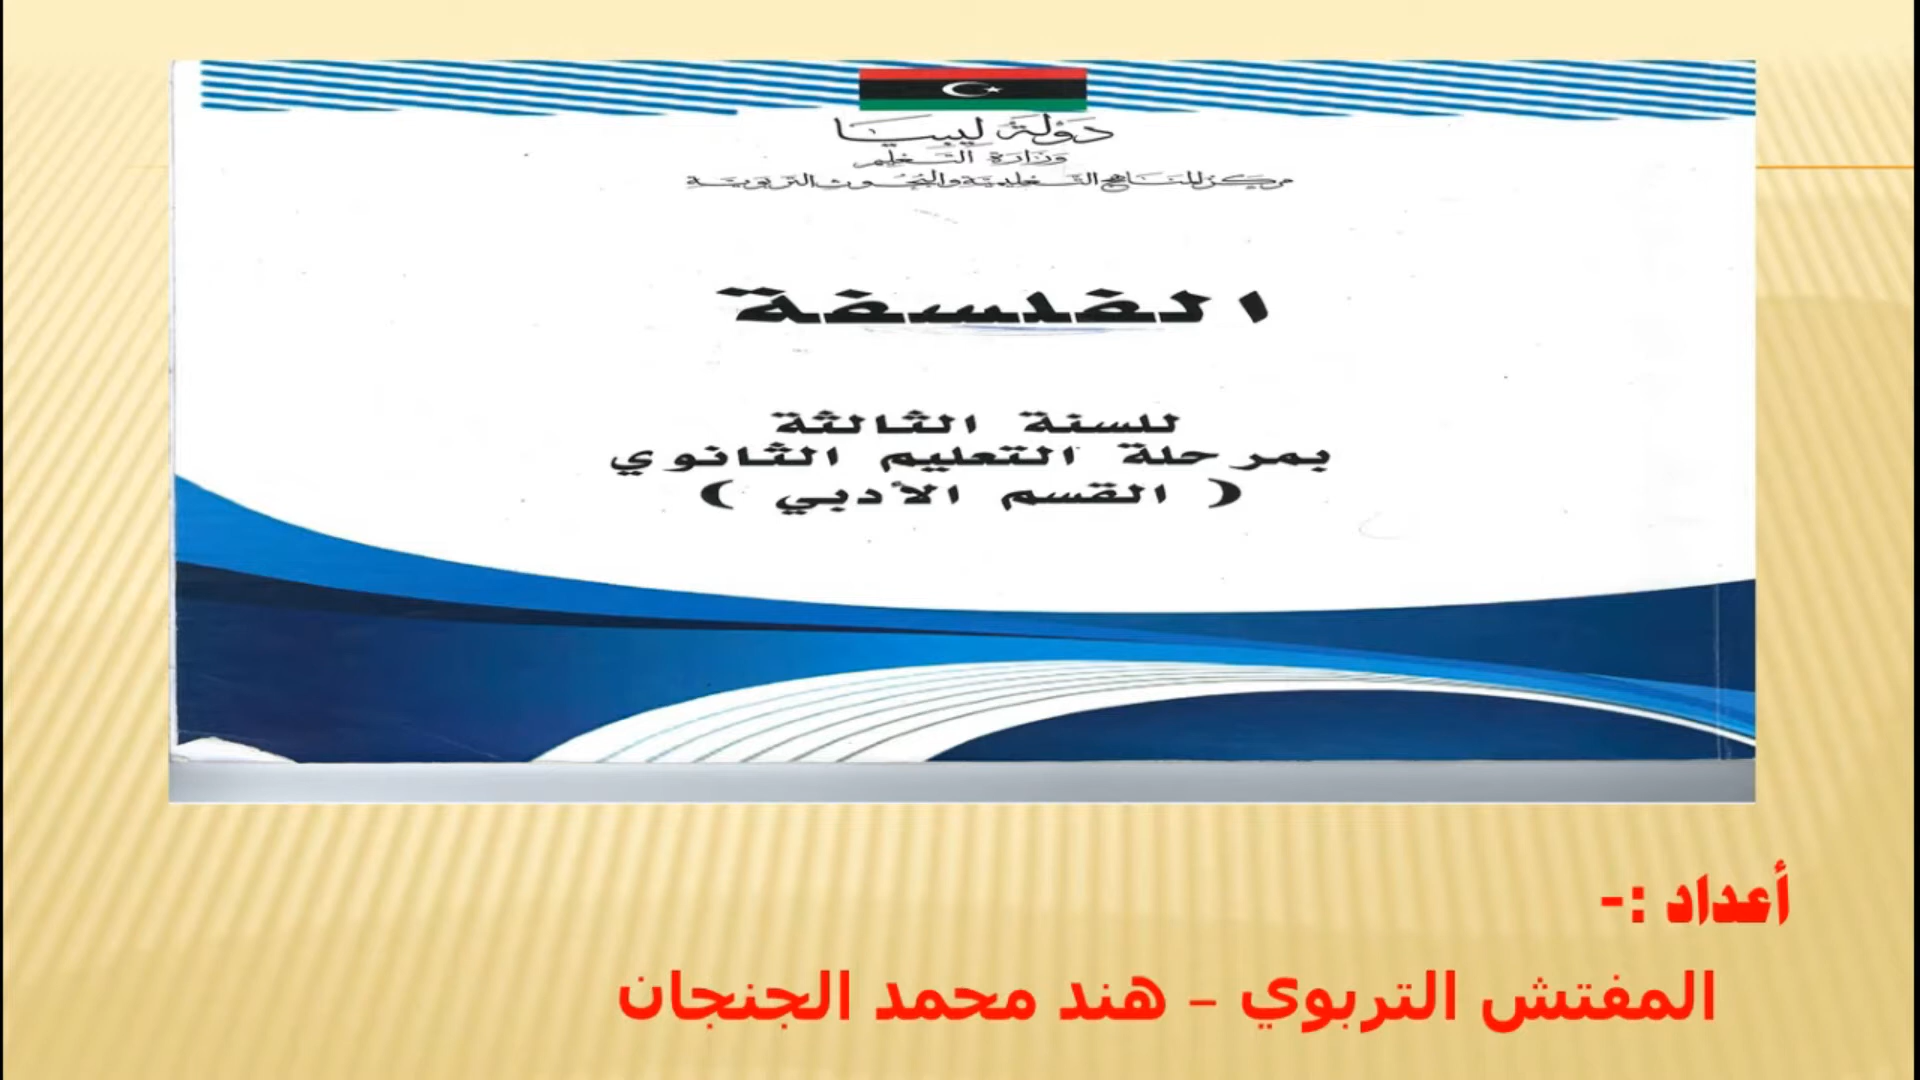 دولة ليبيا
وزارة التعليم
مركز المناهج التعليمية والبحوث التربوية
الفلسفة
للسنة الثالثة
بمرحلة التعليم الثانوي
( القسم الأدبي )
أعداد :-
المفتش التربوي – هند محمد الجنجان